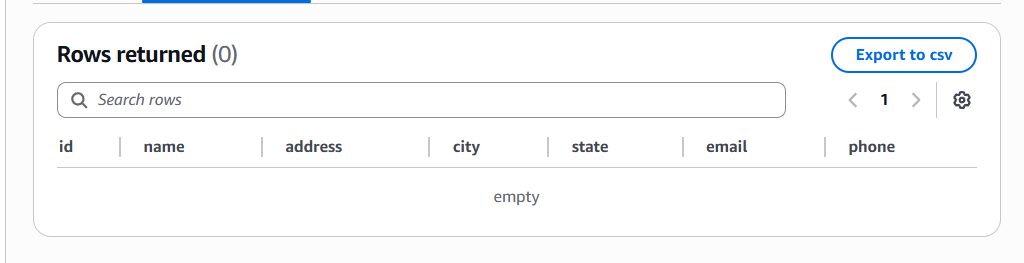 Rows returned (0)
Export to csv
Search rows
1
id name address city state email phone
empty